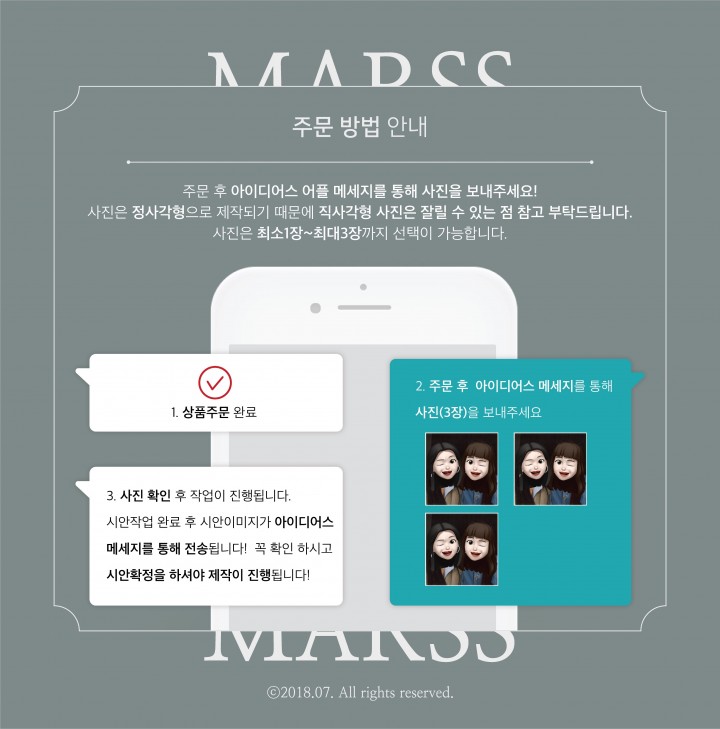 MARSS
주문 방법 안내
주문 후 아이디어스 어플 메세지를 통해 사진을 보내주세요!
사진은 정사각형으로 제작되기 때문에 직사각형 사진은 잘릴 수 있는 점 참고 부탁드립니다.
사진은 최소1장~최대3장까지 선택이 가능합니다.
1. 상품주문 완료
2. 주문 후 아이디어스 메세지를 통해
사진(3장)을 보내주세요
3. 사진 확인 후 작업이 진행됩니다.
시안작업 완료 후 시안이미지가 아이디어스
메세지를 통해 전송됩니다! 꼭 확인 하시고
시안확정을 하셔야 제작이 진행됩니다!
MARSS
©2018.07. All rights reserved.